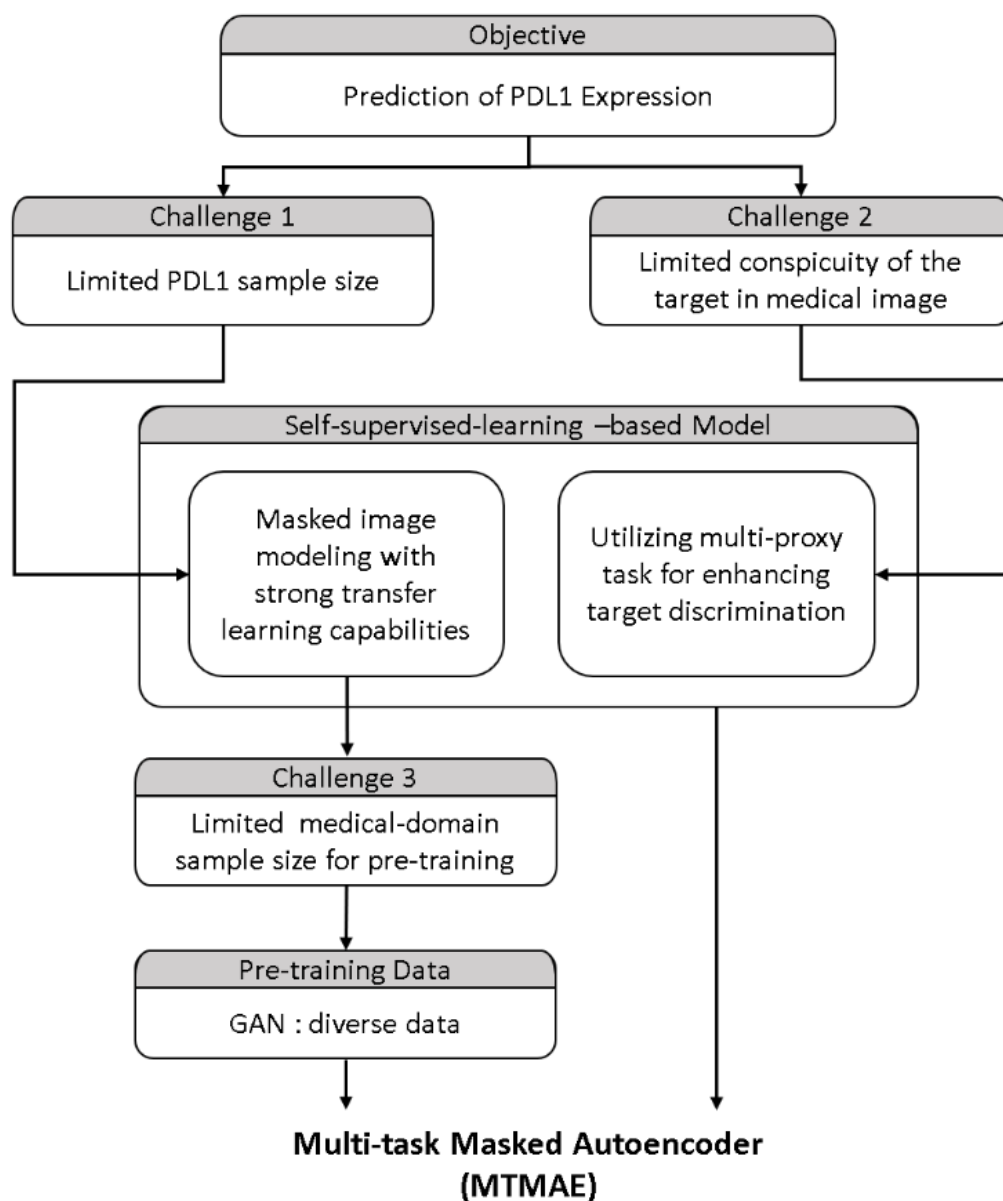 Objective
Prediction of PDL1 Expression
Challenge 1
Limited PDL1 sample size
Challenge 2
Limited conspicuity of the
target in medical image
Self-supervised-learning –based Model
Masked image
modeling with
strong transfer
learning capabilities
Utilizing multi-proxy
task for enhancing
target discrimination
Challenge 3
Limited medical-domain
sample size for pre-training
Pre-training Data
GAN : diverse data
Multi-task Masked Autoencoder
(MTMAE)